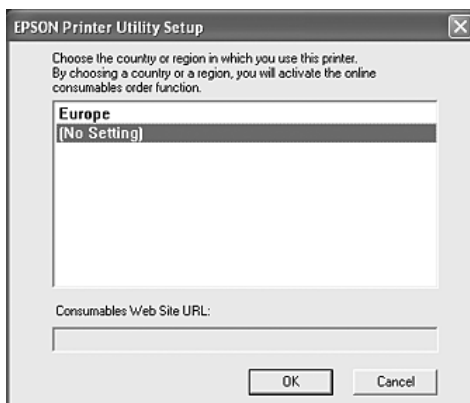 EPSON Printer Utility Setup
Choose the country or region in which you use this printer.
By choosing a country or a region, you will activate the online
consumables order function.
Europe
(No Setting)
Consumables Web Site URL:
OK
Cancel